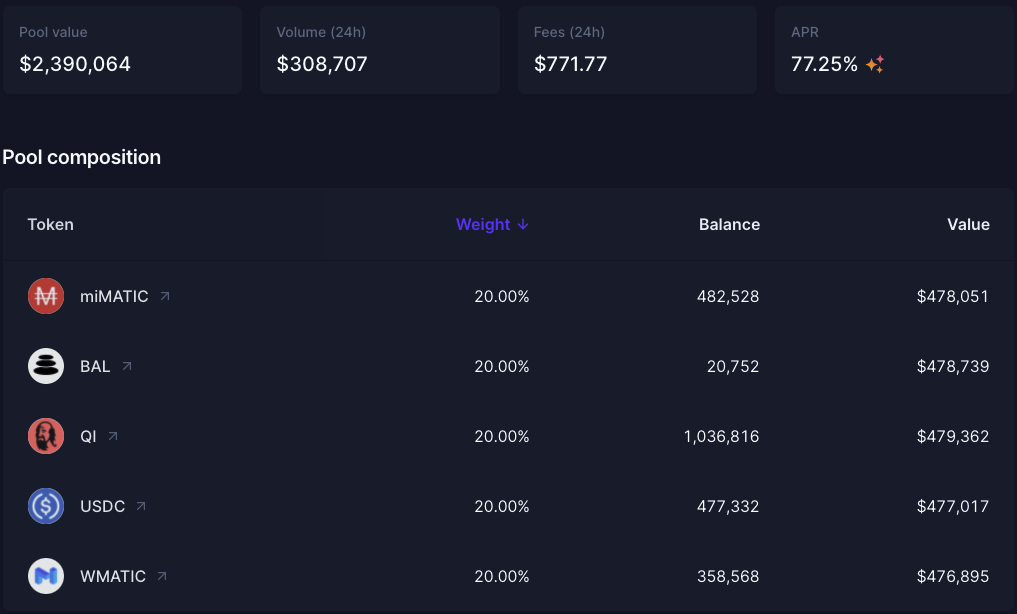 Pool value Volume (24h) Fees (24h) APR
$2,390,064 $308,707 $771.77 77.25%
Pool composition
Token Weight ↓ Balance Value
miMATIC 20.00% 482,528 $478,051
BAL 20.00% 20,752 $478,739
QI 20.00% 1,036,816 $479,362
USDC 20.00% 477,332 $477,017
WMATIC 20.00% 358,568 $476,895